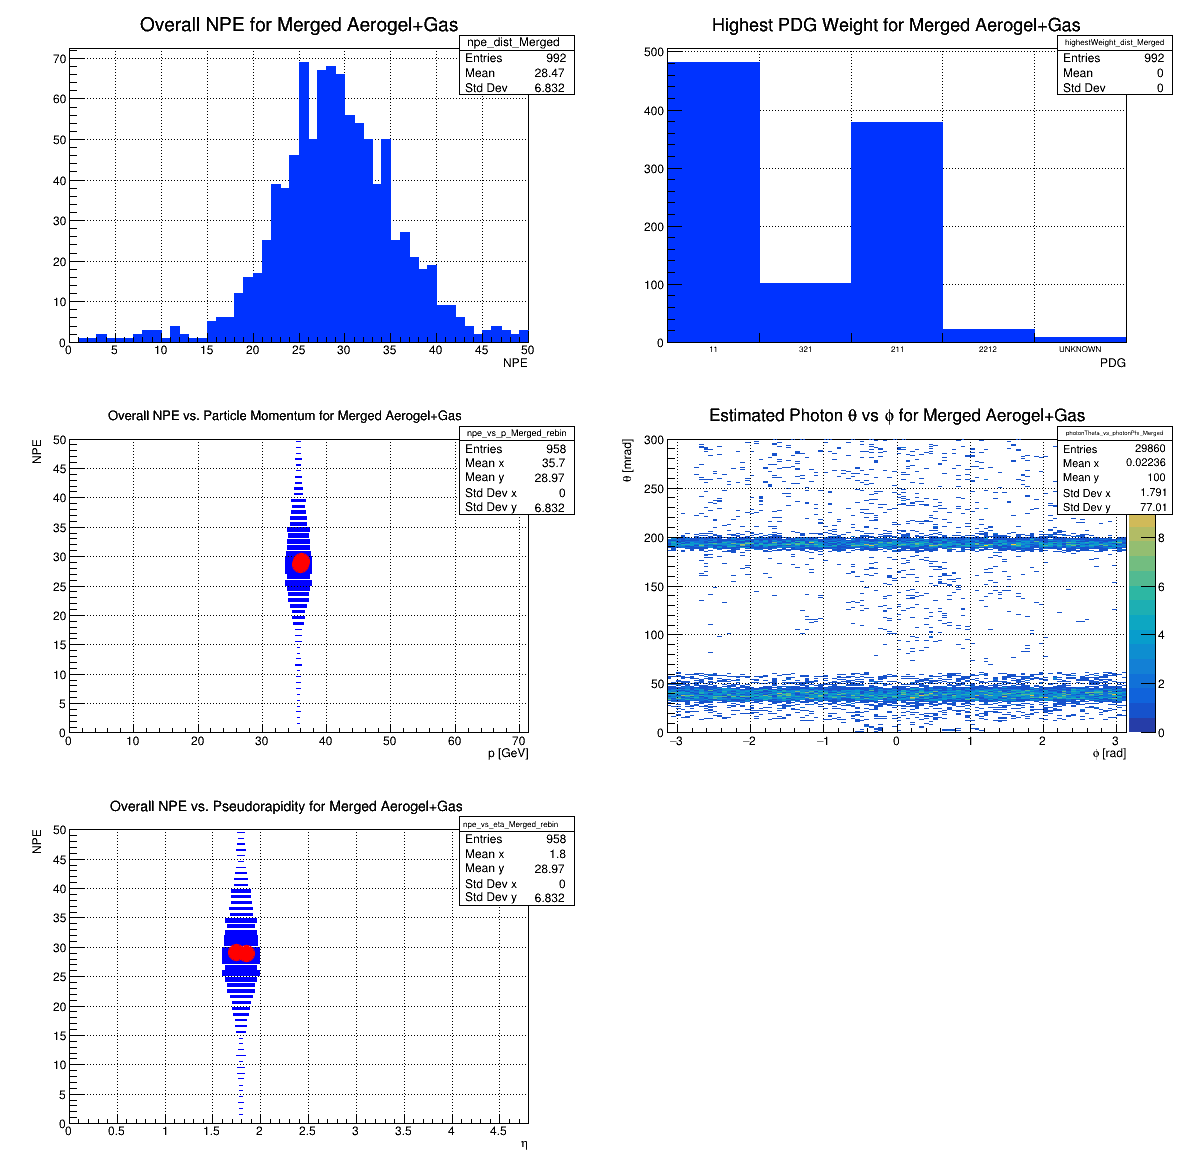 Overall NPE for Merged Aerogel+Gas
npe_dist_Merged
Entries 992
Mean 28.47
Std Dev 6.832
70
60
50
40
30
20
10
0
0 5 10 15 20 25 30 35 40 45 50
NPE
Highest PDG Weight for Merged Aerogel+Gas
highestWeight_dist_Merged
Entries 992
Mean 0
Std Dev 0
500
400
300
200
100
0
11 321 211 2212 UNKNOWN
PDG
Overall NPE vs. Particle Momentum for Merged Aerogel+Gas
npe_vs_p_Merged_rebin
Entries 958
Mean x 35.7
Mean y 28.97
Std Dev x 0
Std Dev y 6.832
NPE
50
45
40
35
30
25
20
15
10
5
0
0 10 20 30 40 50 60 70
p [GeV]
Estimated Photon θ vs ϕ for Merged Aerogel+Gas
photonTheta_vs_photonPhi_Merged
Entries 29860
Mean x 0.02236
Mean y 100
Std Dev x 1.791
Std Dev y 77.01
θ [mrad]
300
250
200
150
100
50
0
8
6
4
2
0
−3 −2 −1 0 1 2 3
ϕ [rad]
Overall NPE vs. Pseudorapidity for Merged Aerogel+Gas
npe_vs_eta_Merged_rebin
Entries 958
Mean x 1.8
Mean y 28.97
Std Dev x 0
Std Dev y 6.832
NPE
50
45
40
35
30
25
20
15
10
5
0
0 0.5 1 1.5 2 2.5 3 3.5 4 4.5
η